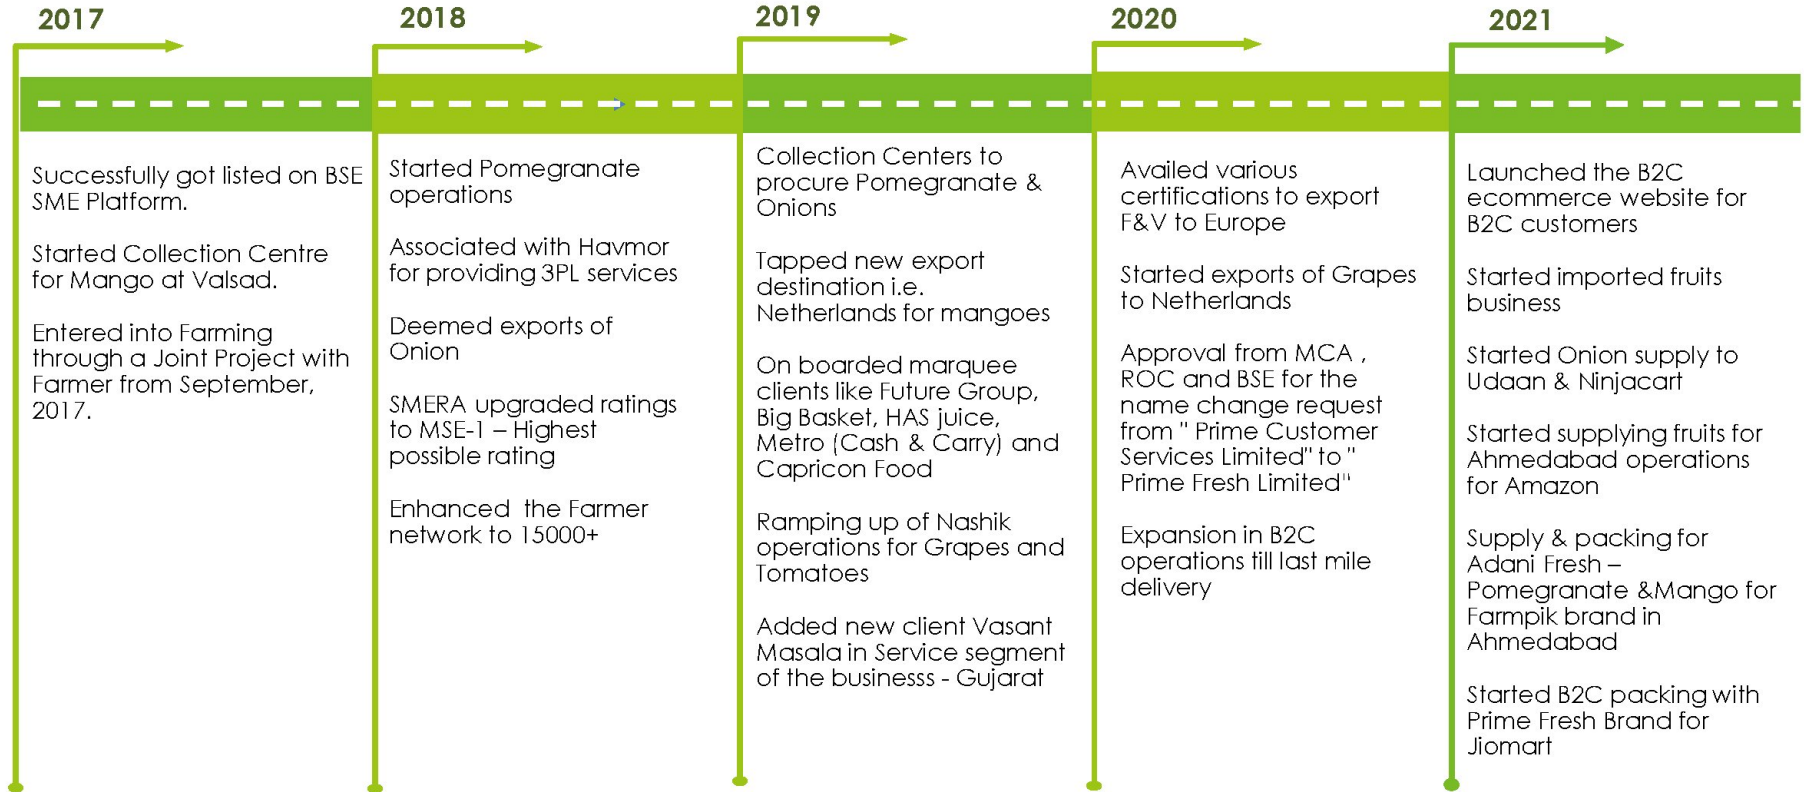 2017
Successfully got listed on BSE
SME Platform.
Started Collection Centre
for Mango at Valsad.
Entered into Farming
through a Joint Project with
Farmer from September,
2017.
2018
Started Pomegranate
operations
Associated with Havmor
for providing 3PL services
Deemed exports of
Onion
SMERA upgraded ratings
to MSE-1 – Highest
possible rating
Enhanced the Farmer
network to 15000+
2019
Collection Centers to
procure Pomegranate &
Onions
Tapped new export
destination i.e.
Netherlands for mangoes
On boarded marquee
clients like Future Group,
Big Basket, HAS juice,
Metro (Cash & Carry) and
Capricon Food
Ramping up of Nashik
operations for Grapes and
Tomatoes
Added new client Vasant
Masala in Service segment
of the businesss - Gujarat
2020
Availed various
certifications to export
F&V to Europe
Started exports of Grapes
to Netherlands
Approval from MCA ,
ROC and BSE for the
name change request
from " Prime Customer
Services Limited" to "
Prime Fresh Limited"
Expansion in B2C
operations till last mile
delivery
2021
Launched the B2C
ecommerce website for
B2C customers
Started imported fruits
business
Started Onion supply to
Udaan & Ninjacart
Started supplying fruits for
Ahmedabad operations
for Amazon
Supply & packing for
Adani Fresh –
Pomegranate &Mango for
Farmpik brand in
Ahmedabad
Started B2C packing with
Prime Fresh Brand for
Jiomart